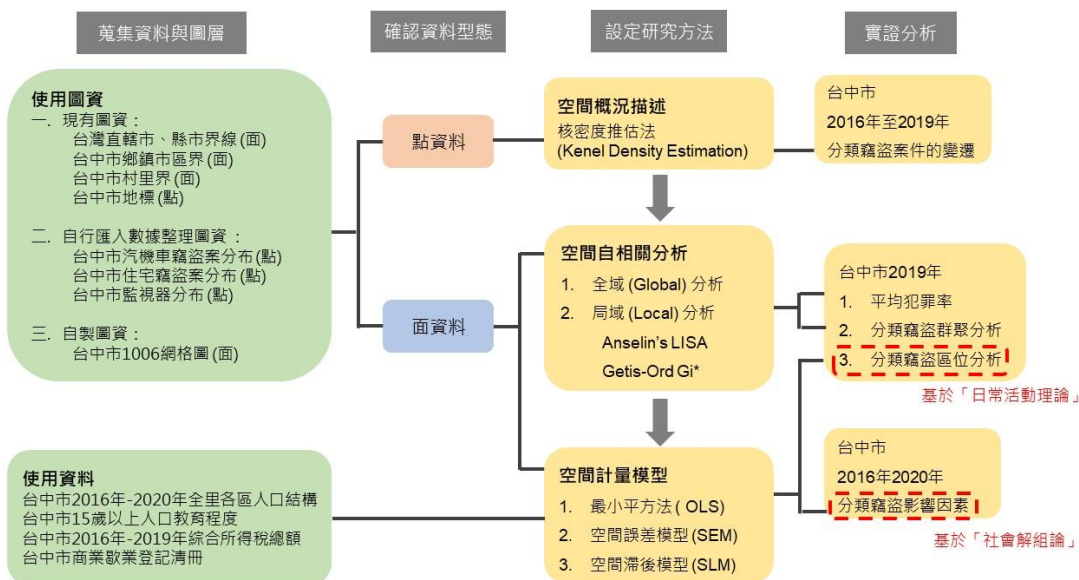 蒐集資料與圖層
確認資料型態
設定研究方法
實證分析
使用圖資
一. 現有圖資：
台灣直轄市、縣市界線(面)
台中市鄉鎮市區界(面)
台中市村里界(面)
台中市地標(點)
二. 自行匯入數據整理圖資：
台中市汽機車竊盜案分布(點)
台中市住宅竊盜案分布(點)
台中市監視器分布(點)
三. 自製圖資：
台中市1006網格圖(面)
使用資料
台中市2016年-2020年全里各區人口結構
台中市15歲以上人口教育程度
台中市2016年-2019年綜合所得稅總額
台中市商業歇業登記清冊
點資料
面資料
空間概況描述
核密度推估法
(Kenel Density Estimation)
空間自相關分析
1. 全域 (Global) 分析
2. 局域 (Local) 分析
Anselin's LISA
Getis-Ord Gi*
空間計量模型
1. 最小平方法 ( OLS)
2. 空間誤差模型 (SEM)
3. 空間滯後模型 (SLM)
台中市
2016年至2019年
分類竊盜案件的變遷
台中市2019年
1. 平均犯罪率
2. 分類竊盜群聚分析
3. 分類竊盜區位分析
基於「日常活動理論」
台中市
2016年2020年
分類竊盜影響因素
基於「社會解組論」